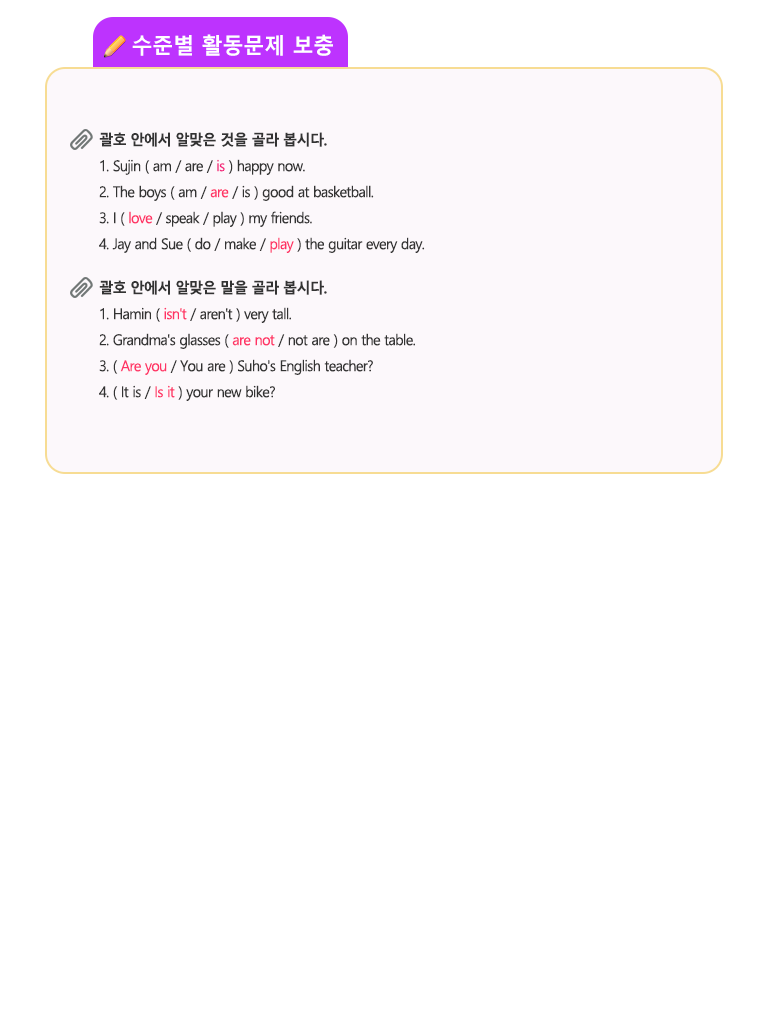 수준별 활동문제 보충
괄호 안에서 알맞은 것을 골라 봅시다.
1. Sujin ( am / are / is ) happy now.
2. The boys ( am / are / is ) good at basketball.
3. I ( love / speak / play ) my friends.
4. Jay and Sue ( do / make / play ) the guitar every day.
괄호 안에서 알맞은 말을 골라 봅시다.
1. Hamin ( isn't / aren't ) very tall.
2. Grandma's glasses ( are not / not are ) on the table.
3. ( Are you / You are ) Suho's English teacher?
4. ( It is / Is it ) your new bike?